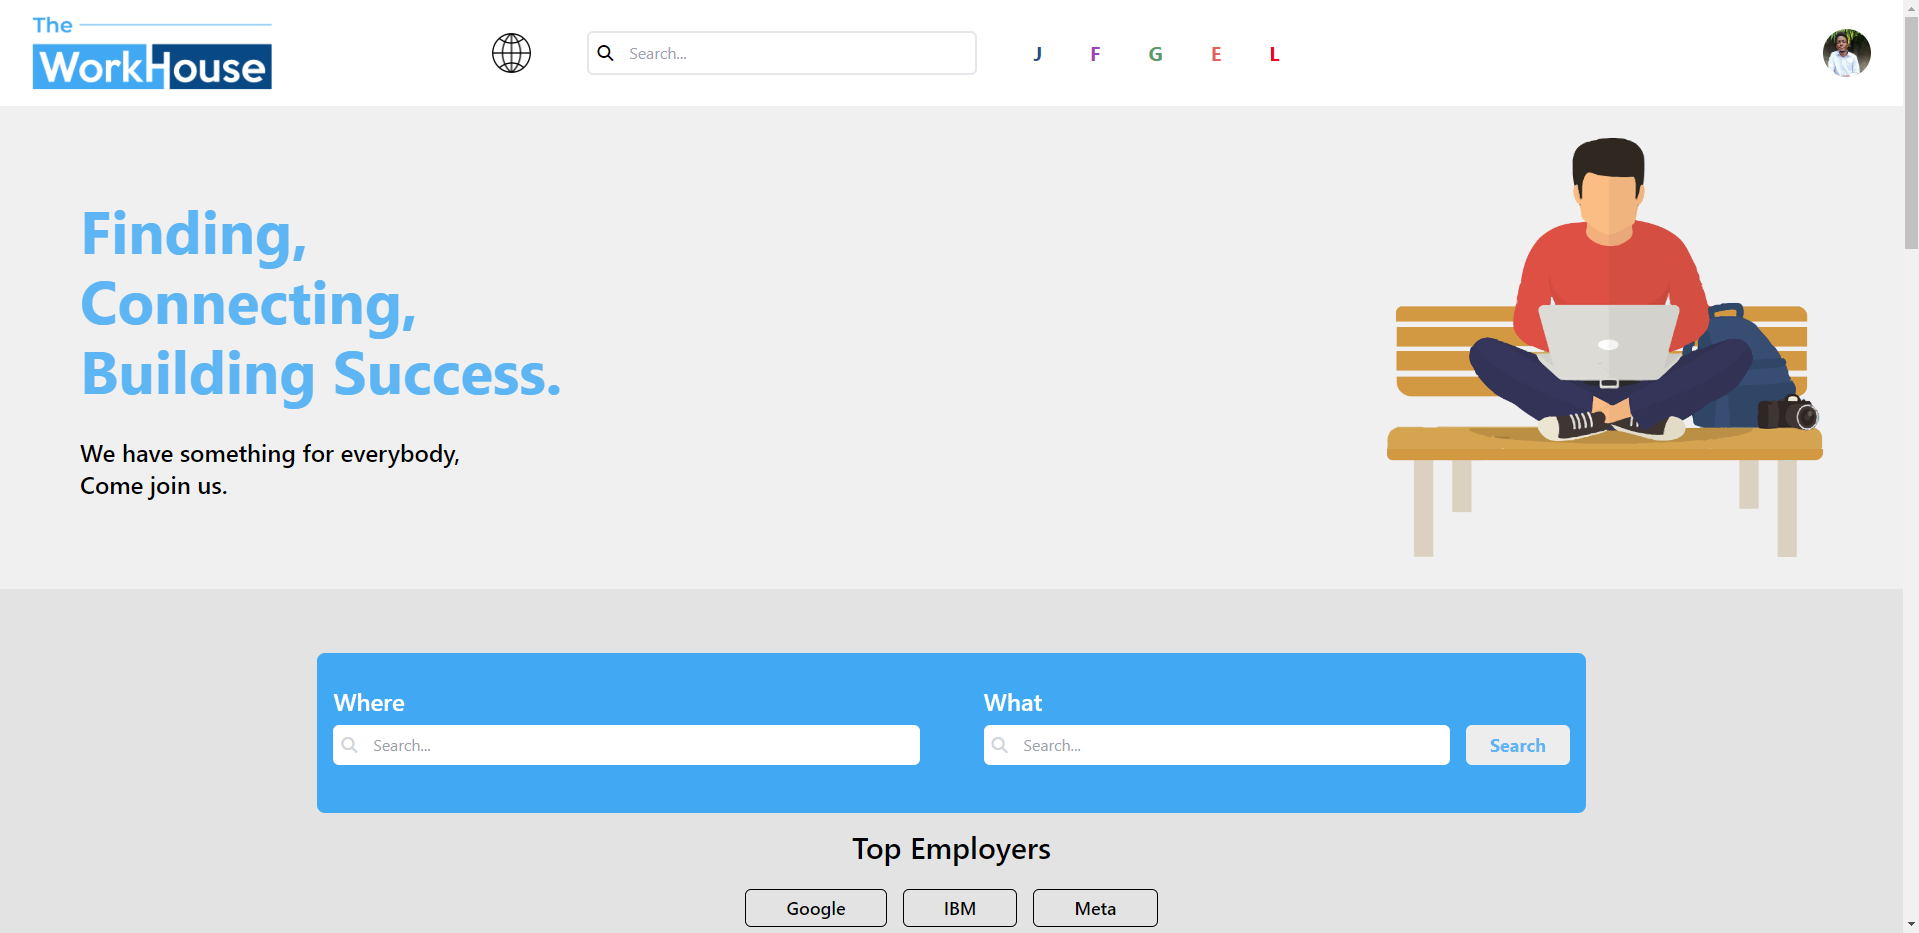 The
WorkHouse
Search...
J F G E L
Finding,
Connecting,
Building Success.
We have something for everybody,
Come join us.
Where
What
Search...
Search...
Search
Top Employers
Google
IBM
Meta